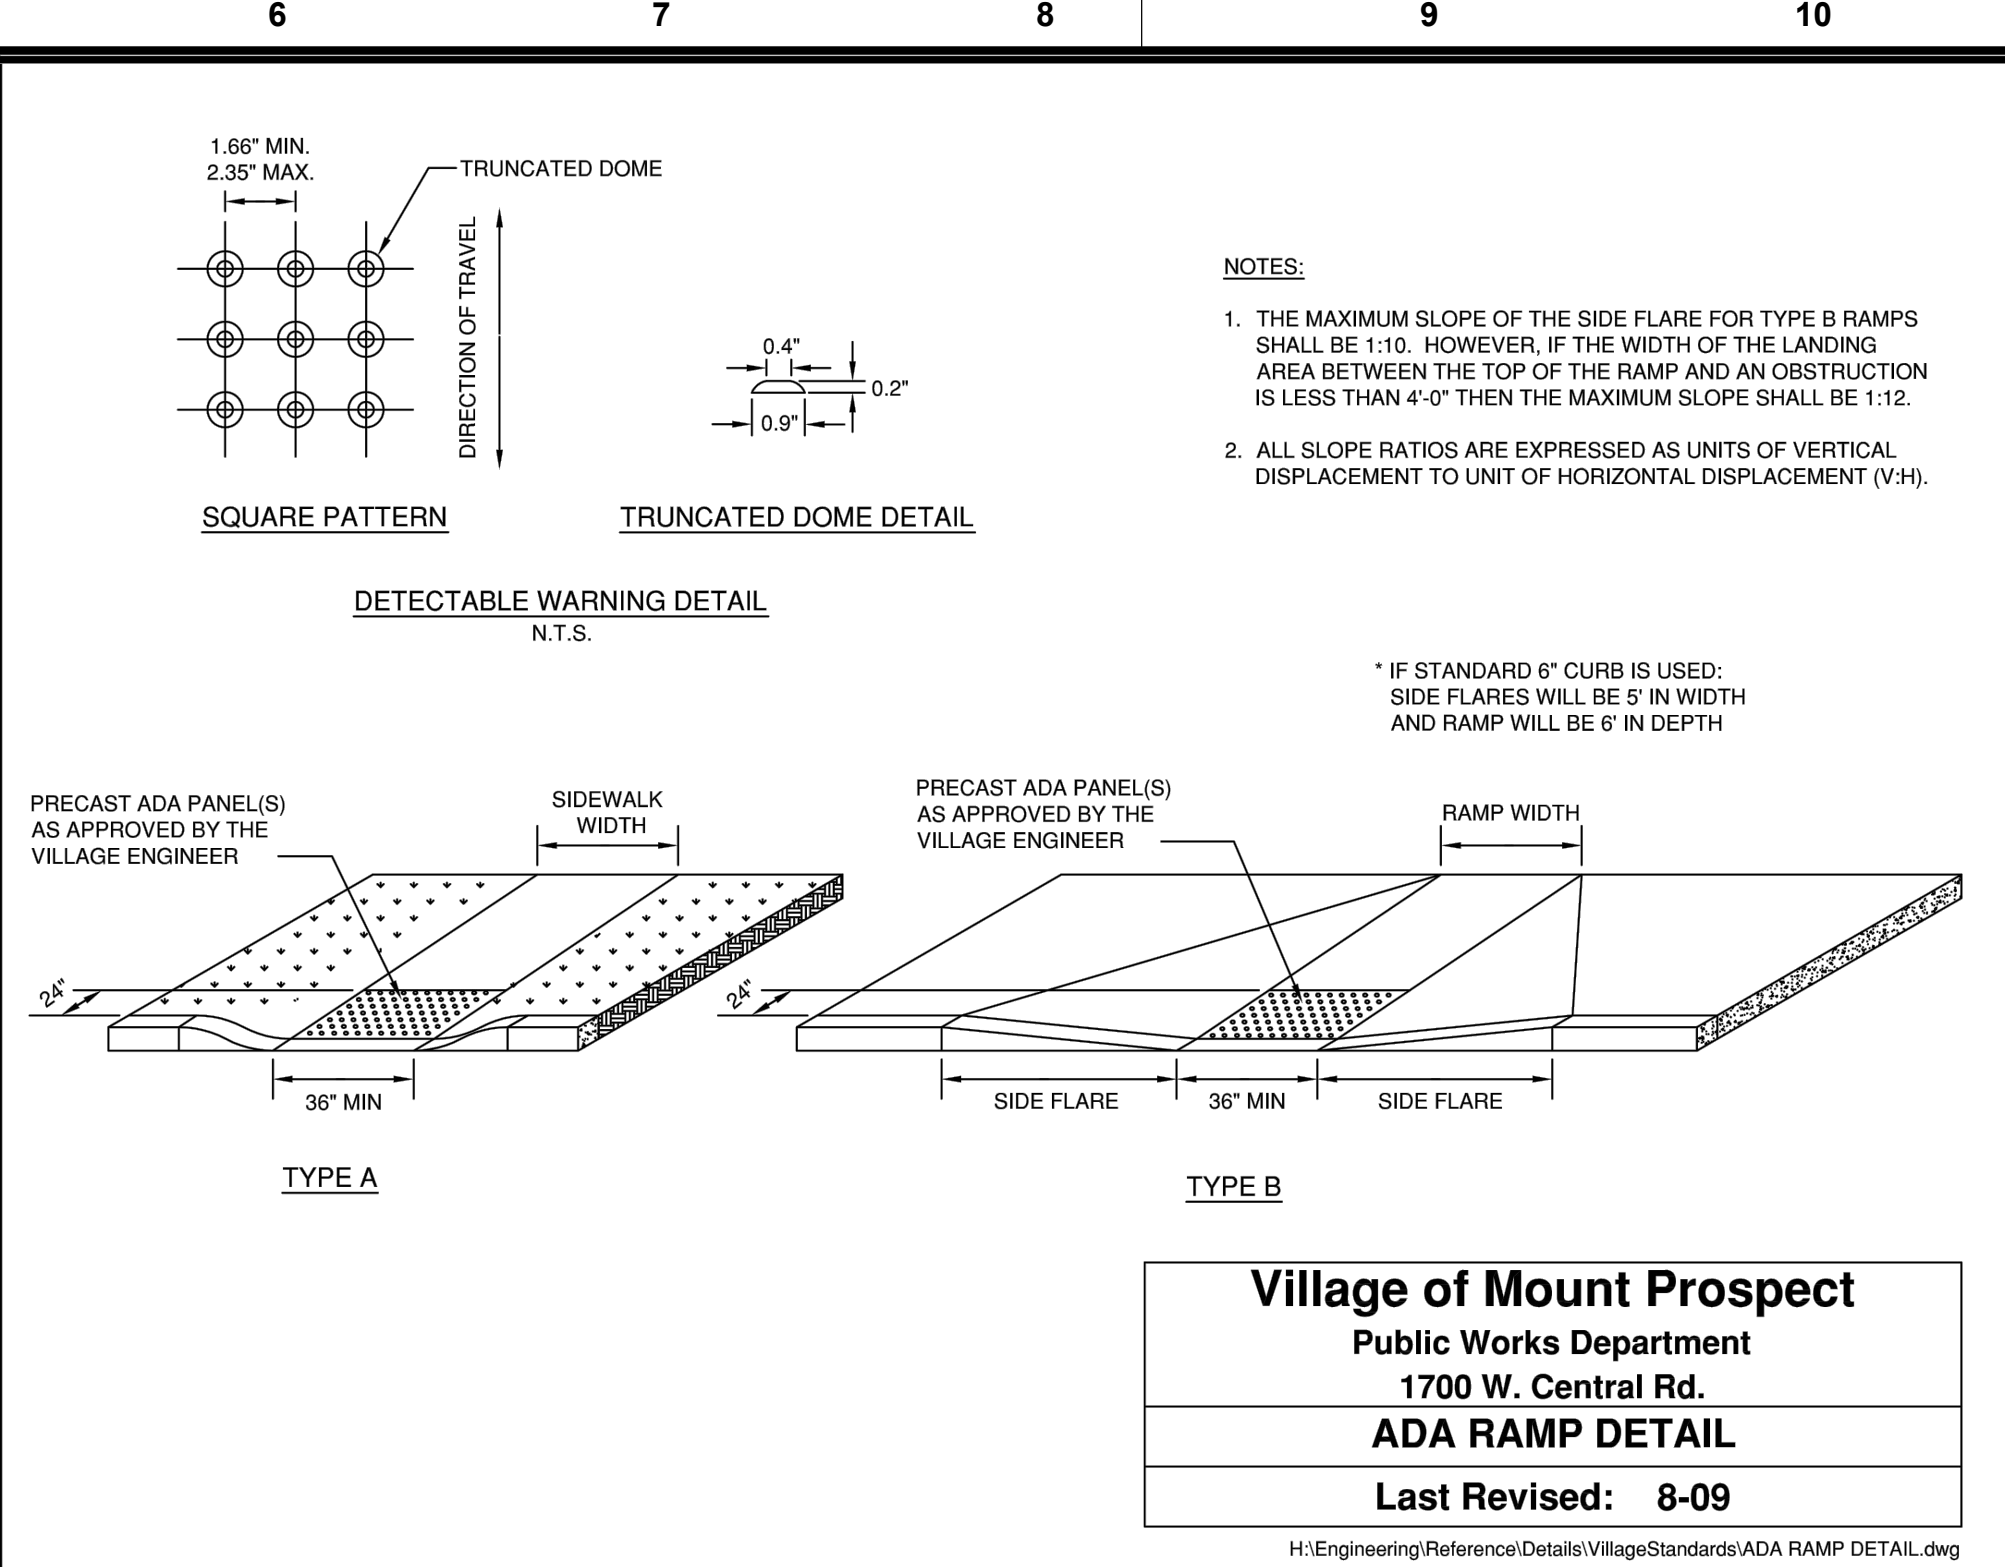 6 7 8 9 10
1.66" MIN.
2.35" MAX.
TRUNCATED DOME
DIRECTION OF TRAVEL
SQUARE PATTERN
0.4"
0.2"
0.9"
TRUNCATED DOME DETAIL
DETECTABLE WARNING DETAIL
N.T.S.
NOTES:
1. THE MAXIMUM SLOPE OF THE SIDE FLARE FOR TYPE B RAMPS
SHALL BE 1:10. HOWEVER, IF THE WIDTH OF THE LANDING
AREA BETWEEN THE TOP OF THE RAMP AND AN OBSTRUCTION
IS LESS THAN 4'-0" THEN THE MAXIMUM SLOPE SHALL BE 1:12.
2. ALL SLOPE RATIOS ARE EXPRESSED AS UNITS OF VERTICAL
DISPLACEMENT TO UNIT OF HORIZONTAL DISPLACEMENT (V:H).
* IF STANDARD 6" CURB IS USED:
SIDE FLARES WILL BE 5' IN WIDTH
AND RAMP WILL BE 6' IN DEPTH
PRECAST ADA PANEL(S)
AS APPROVED BY THE
VILLAGE ENGINEER
SIDEWALK
WIDTH
24"
36" MIN
TYPE A
PRECAST ADA PANEL(S)
AS APPROVED BY THE
VILLAGE ENGINEER
RAMP WIDTH
24"
SIDE FLARE
36" MIN
SIDE FLARE
TYPE B
Village of Mount Prospect
Public Works Department
1700 W. Central Rd.
ADA RAMP DETAIL
Last Revised: 8-09
H:\Engineering\Reference\Details\VillageStandards\ADA RAMP DETAIL.dwg